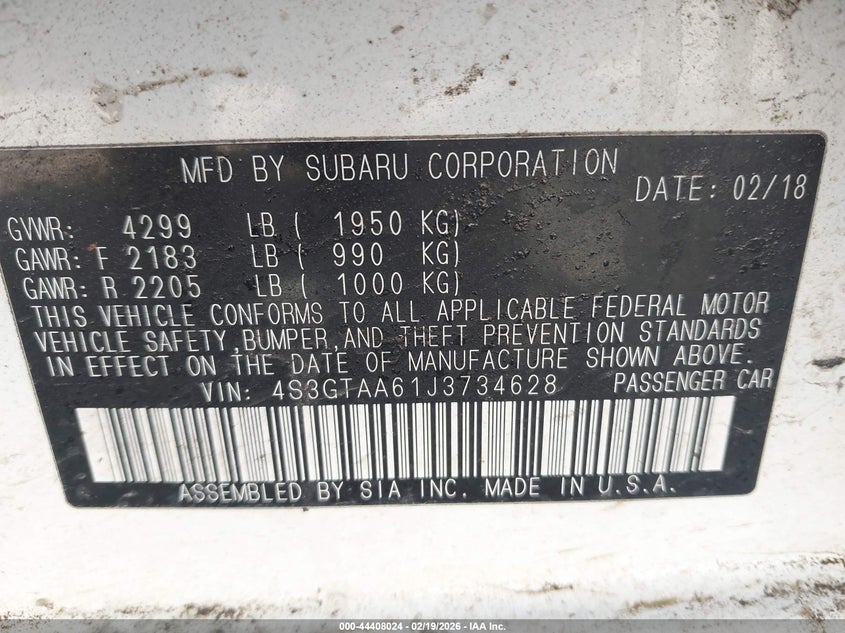 MFD BY SUBARU CORPORATION
DATE: 02/18
GVWR: 4299 LB ( 1950 KG)
GAWR: F 2183 LB ( 990 KG)
GAWR: R 2205 LB ( 1000 KG)
THIS VEHICLE CONFORMS TO ALL APPLICABLE FEDERAL MOTOR
VEHICLE SAFETY, BUMPER, AND THEFT PREVENTION STANDARDS
IN EFFECT ON THE DATE OF MANUFACTURE SHOWN ABOVE.
VIN: 4S3GTAA61J3734628 PASSENGER CAR
ASSEMBLED BY SIA INC. MADE IN U.S.A.
000-44408024 - 02/19/2026 - IAA Inc.